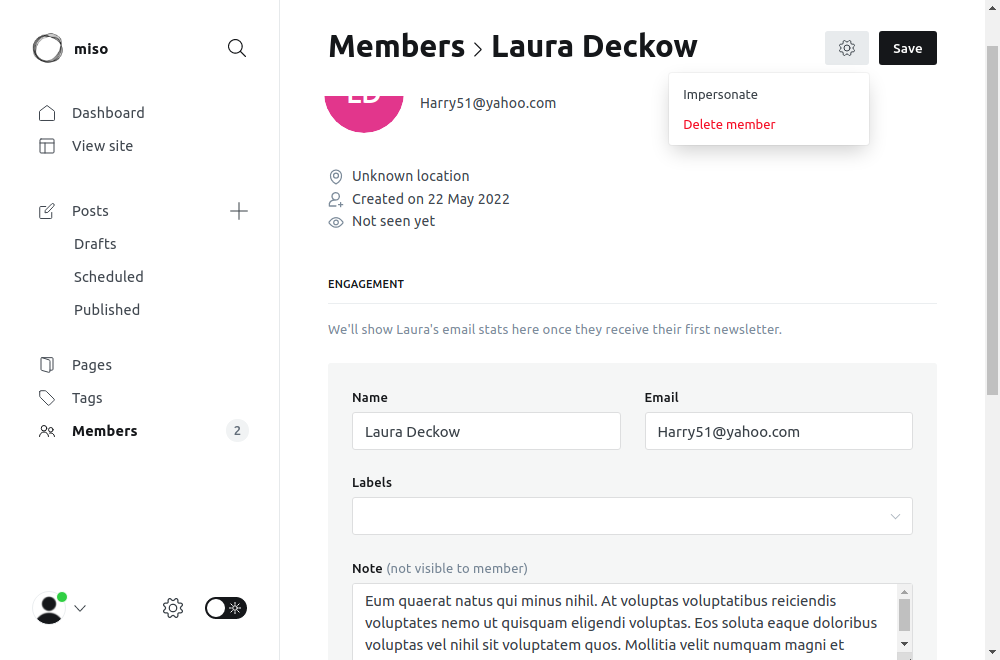 miso
Dashboard
View site
Posts
Drafts
Scheduled
Published
Pages
Tags
Members 2
Members > Laura Deckow
Save
Impersonate
Delete member
LD
Harry51@yahoo.com
Unknown location
Created on 22 May 2022
Not seen yet
ENGAGEMENT
We'll show Laura's email stats here once they receive their first newsletter.
Name
Laura Deckow
Email
Harry51@yahoo.com
Labels
Note (not visible to member)
Eum quaerat natus qui minus nihil. At voluptas voluptatibus reiciendis
voluptates nemo ut quisquam eligendi voluptas. Eos soluta eaque doloribus
voluptas vel nihil sit voluptatem quos. Mollitia velit numquam magni et